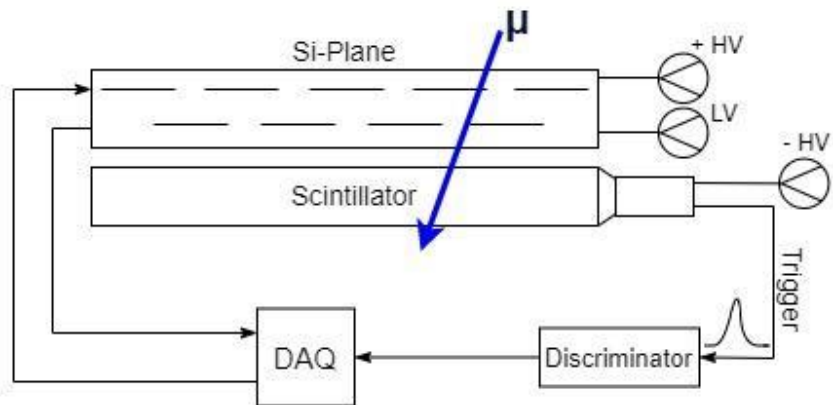 μ
Si-Plane
+ HV
LV
- HV
Scintillator
Trigger
DAQ
Discriminator